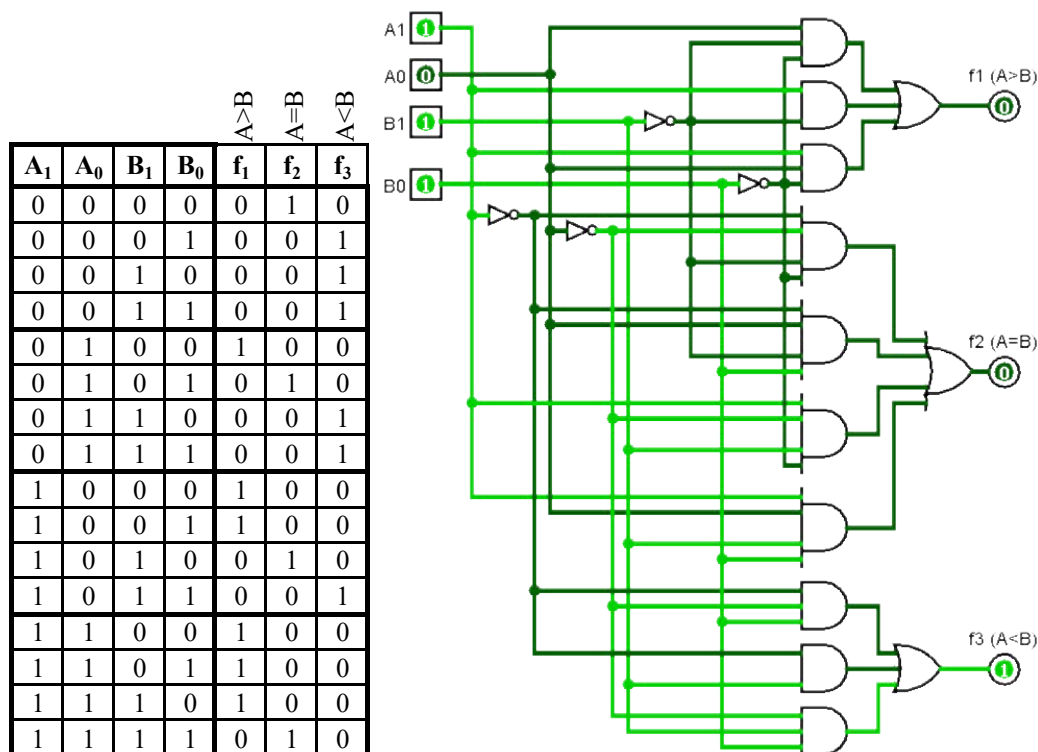 A>B A=B A<B
A1 A0 B1 B0 f1 f2 f3
0 0 0 0 0 1 0
0 0 0 1 0 0 1
0 0 1 0 0 0 1
0 0 1 1 0 0 1
0 1 0 0 1 0 0
0 1 0 1 0 1 0
0 1 1 0 0 0 1
0 1 1 1 0 0 1
1 0 0 0 1 0 0
1 0 0 1 1 0 0
1 0 1 0 0 1 0
1 0 1 1 0 0 1
1 1 0 0 1 0 0
1 1 0 1 1 0 0
1 1 1 0 1 0 0
1 1 1 1 0 1 0
A1 1
A0 0
B1 1
B0 1
f1 (A>B)
0
f2 (A=B)
0
f3 (A<B)
1